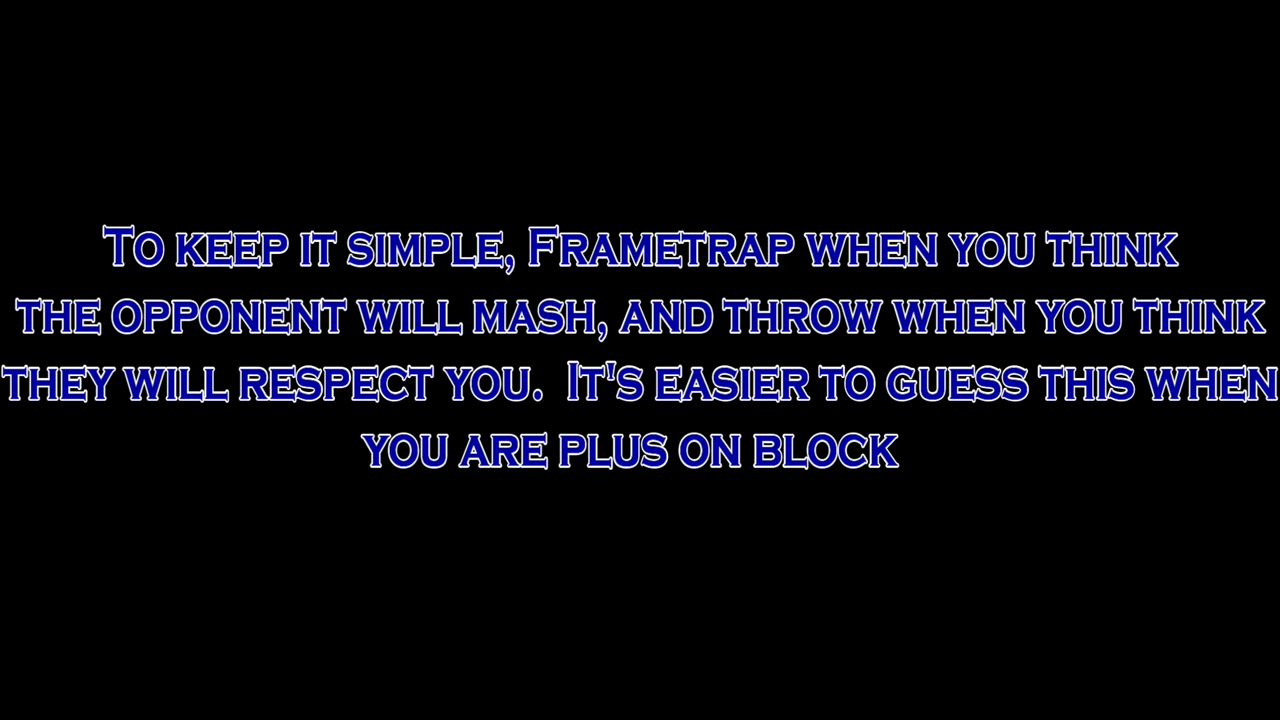 To keep it simple, Frametrap when you think
the opponent will mash, and throw when you think
they will respect you.  It's easier to guess this when
you are plus on block